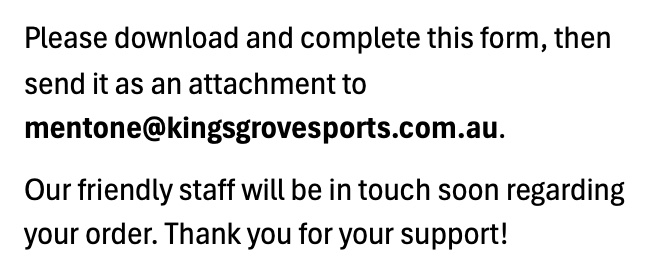 Please download and complete this form, then
send it as an attachment to
mentone@kingsgrovesports.com.au.
Our friendly staff will be in touch soon regarding
your order. Thank you for your support!